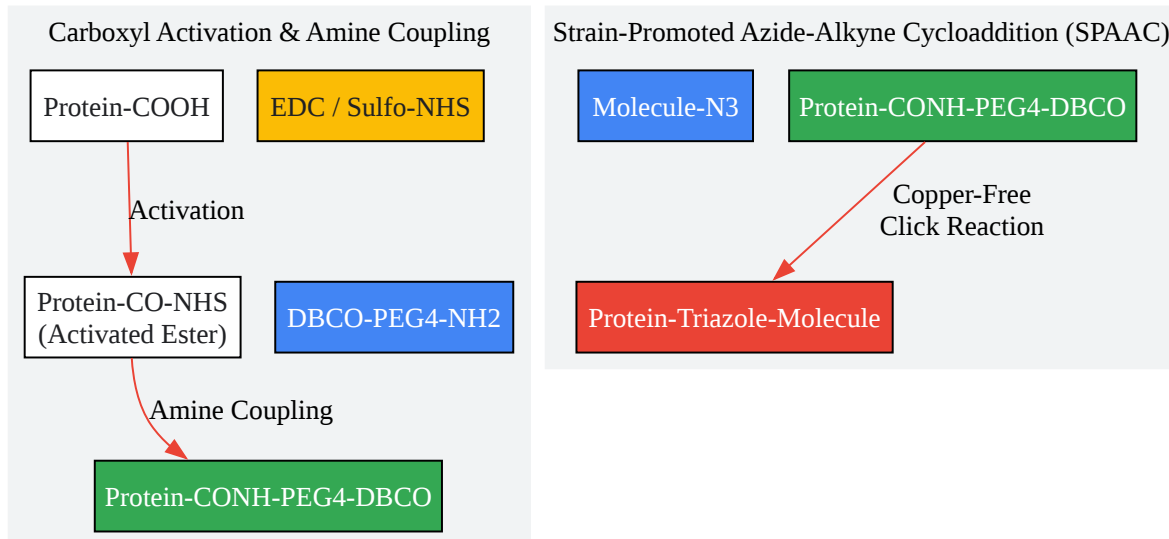 Carboxyl Activation & Amine Coupling
Protein-COOH
EDC / Sulfo-NHS
Activation
Protein-CO-NHS
(Activated Ester)
DBCO-PEG4-NH2
Amine Coupling
Protein-CONH-PEG4-DBCO
Strain-Promoted Azide-Alkyne Cycloaddition (SPAAC)
Molecule-N3
Protein-CONH-PEG4-DBCO
Copper-Free
Click Reaction
Protein-Triazole-Molecule